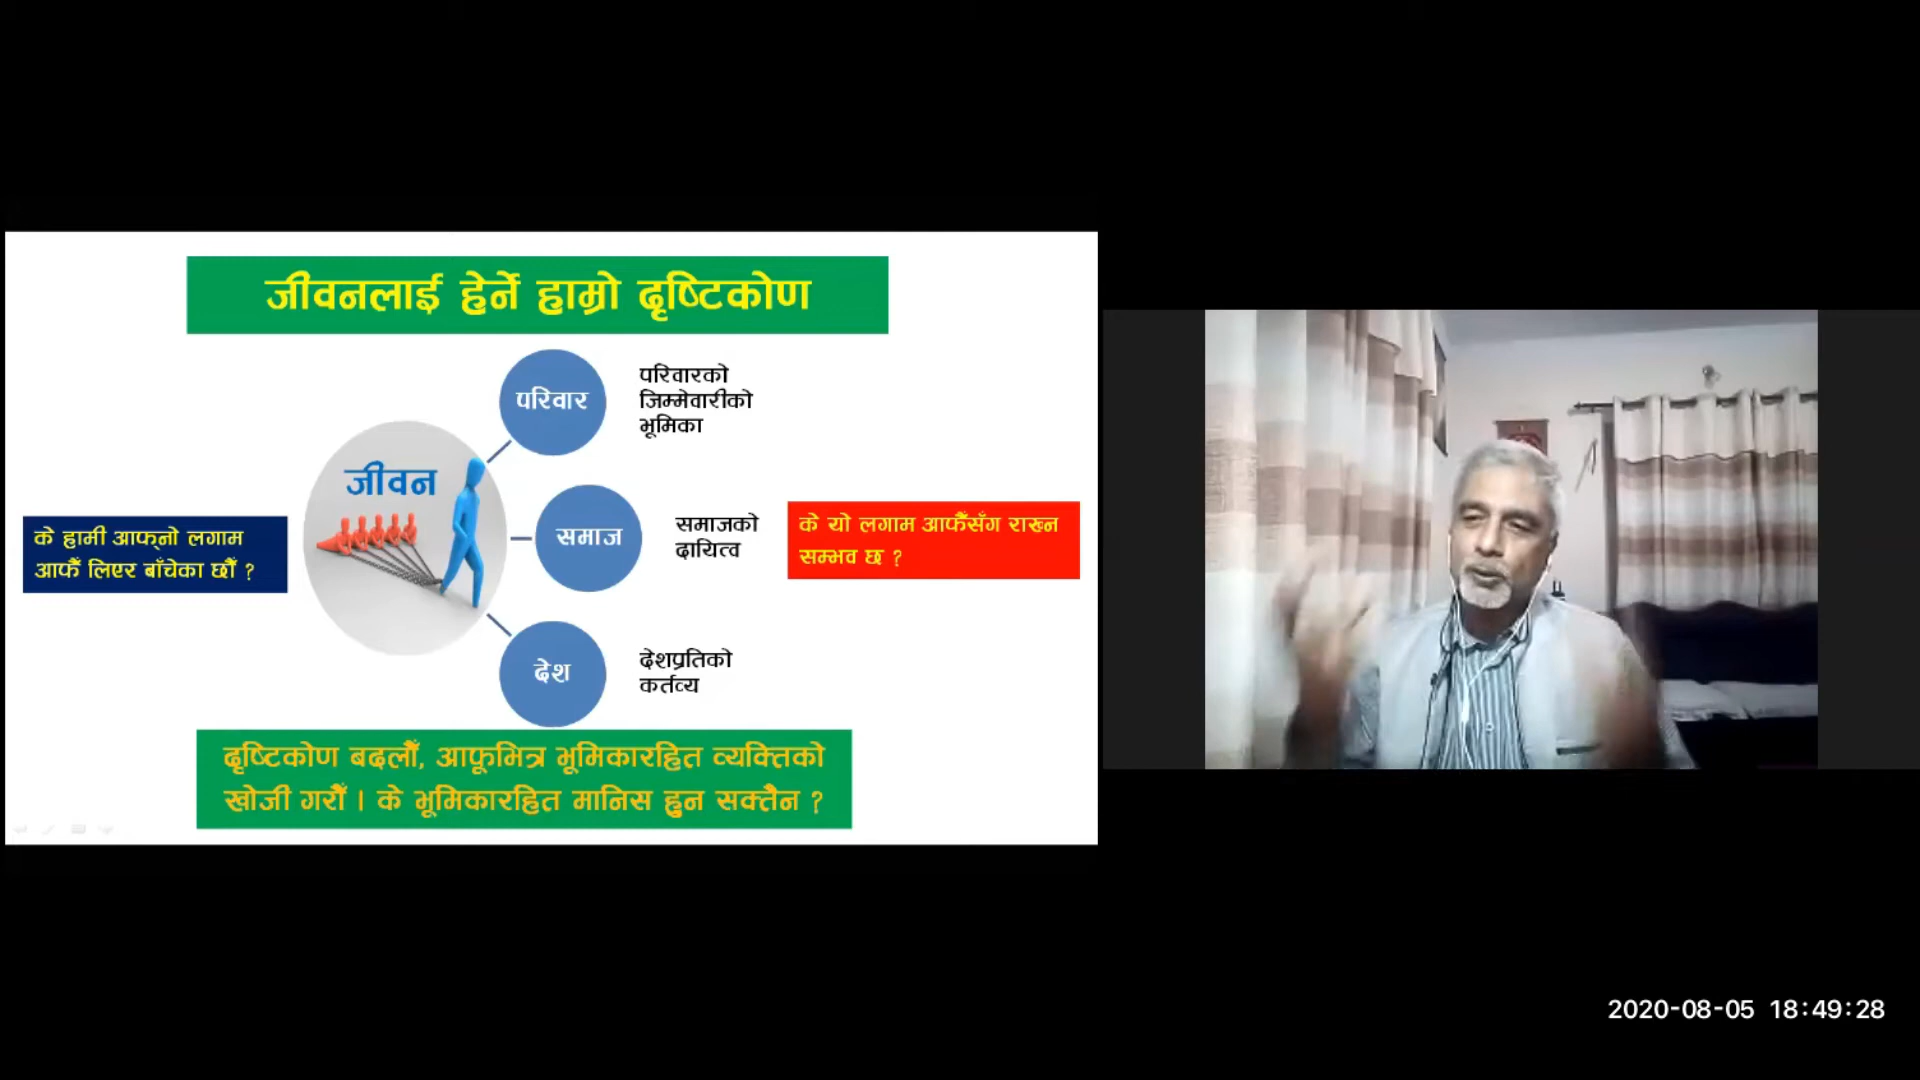 जीवनलाई हेर्ने हाम्रो दृष्टिकोण
परिवार
परिवारको
जिम्मेवारीको
भूमिका
जीवन
के हामी आफ्नो लगाम
आफैँ लिएर बाँचेका छौँ ?
समाज
समाजको
दायित्व
के यो लगाम आफैँसँग राख्न
सम्भव छ ?
देश
देशप्रतिको
कर्तव्य
दृष्टिकोण बदलौँ, आफूमित्र भूमिकारहित व्यक्तिको
खोजी गरौँ । के भूमिकारहित मानिस हुन सक्तैन ?
2020-08-05 18:49:28